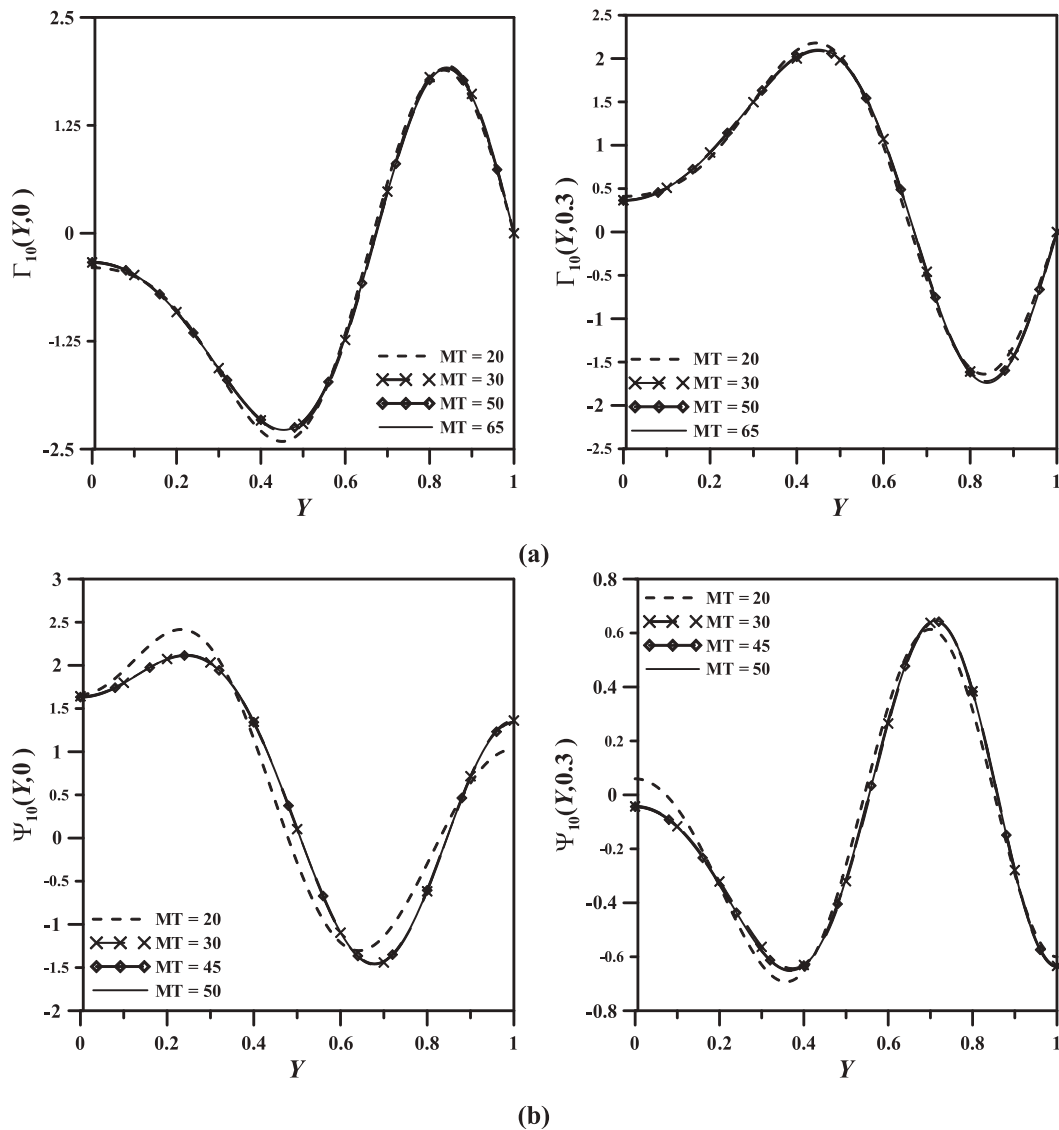 2.5
1.25
0
-1.25
-2.5
Γ10(Y,0 )
MT = 20
MT = 30
MT = 50
MT = 65
0 0.2 0.4 0.6 0.8 1
Y
2.5
2
1.5
1
0.5
0
-0.5
-1
-1.5
-2
-2.5
Γ10(Y,0.3 )
MT = 20
MT = 30
MT = 50
MT = 65
0 0.2 0.4 0.6 0.8 1
Y
(a)
3
2.5
2
1.5
1
0.5
0
-0.5
-1
-1.5
-2
Ψ10(Y,0 )
MT = 20
MT = 30
MT = 45
MT = 50
0 0.2 0.4 0.6 0.8 1
Y
0.8
0.6
0.4
0.2
0
-0.2
-0.4
-0.6
-0.8
Ψ10(Y,0.3 )
MT = 20
MT = 30
MT = 45
MT = 50
0 0.2 0.4 0.6 0.8 1
Y
(b)